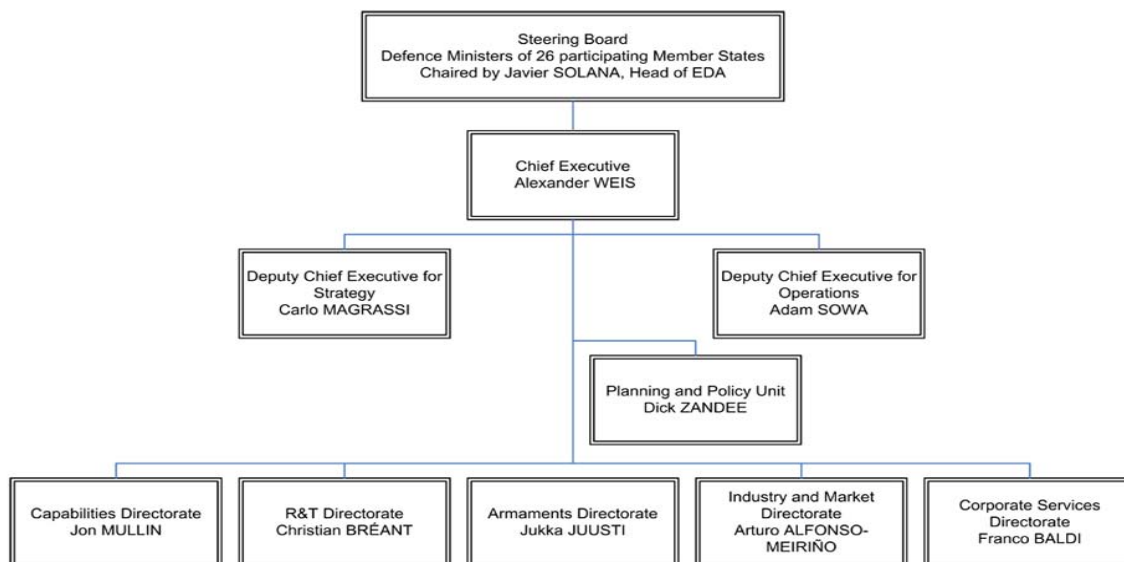 Steering Board
Defence Ministers of 26 participating Member States
Chaired by Javier SOLANA, Head of EDA
Chief Executive
Alexander WEIS
Deputy Chief Executive for
Strategy
Carlo MAGRASSI
Deputy Chief Executive for
Operations
Adam SOWA
Planning and Policy Unit
Dick ZANDEE
Capabilities Directorate
Jon MULLIN
R&T Directorate
Christian BRÉANT
Armaments Directorate
Jukka JUUSTI
Industry and Market
Directorate
Arturo ALFONSO-
MEIRIÑO
Corporate Services
Directorate
Franco BALDI